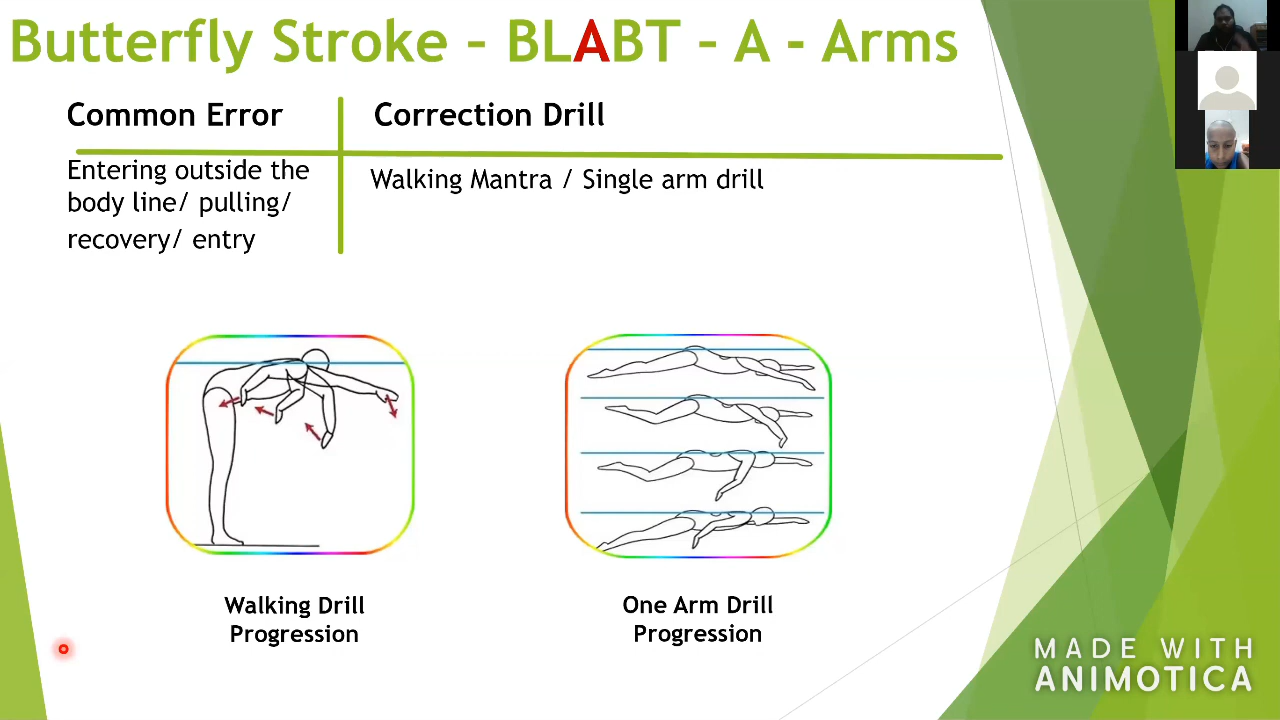 Butterfly Stroke – BLABT – A - Arms
Common Error
Correction Drill
Entering outside the
body line/ pulling/
recovery/ entry
Walking Mantra / Single arm drill
Walking Drill
Progression
One Arm Drill
Progression
MADE WITH
ANIMOTICA